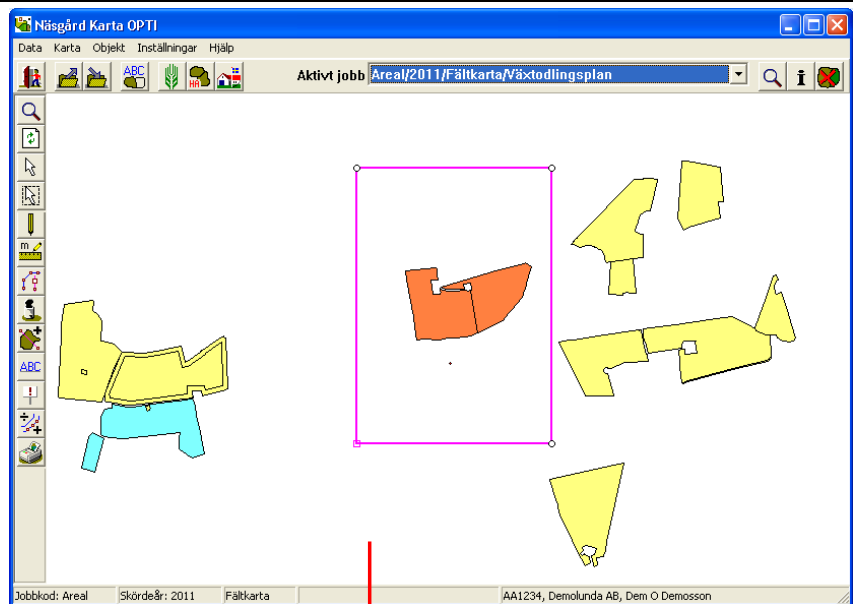 Näsgård Karta OPTI
Data Karta Objekt Inställningar Hjälp
ABC HA Aktivt jobb Areal/2011/Fältkarta/Växtodlingsplan i
m
ABC
Jobbkod: Areal Skördeår: 2011 Fältkarta AA1234, Demolunda AB, Dem O Demosson